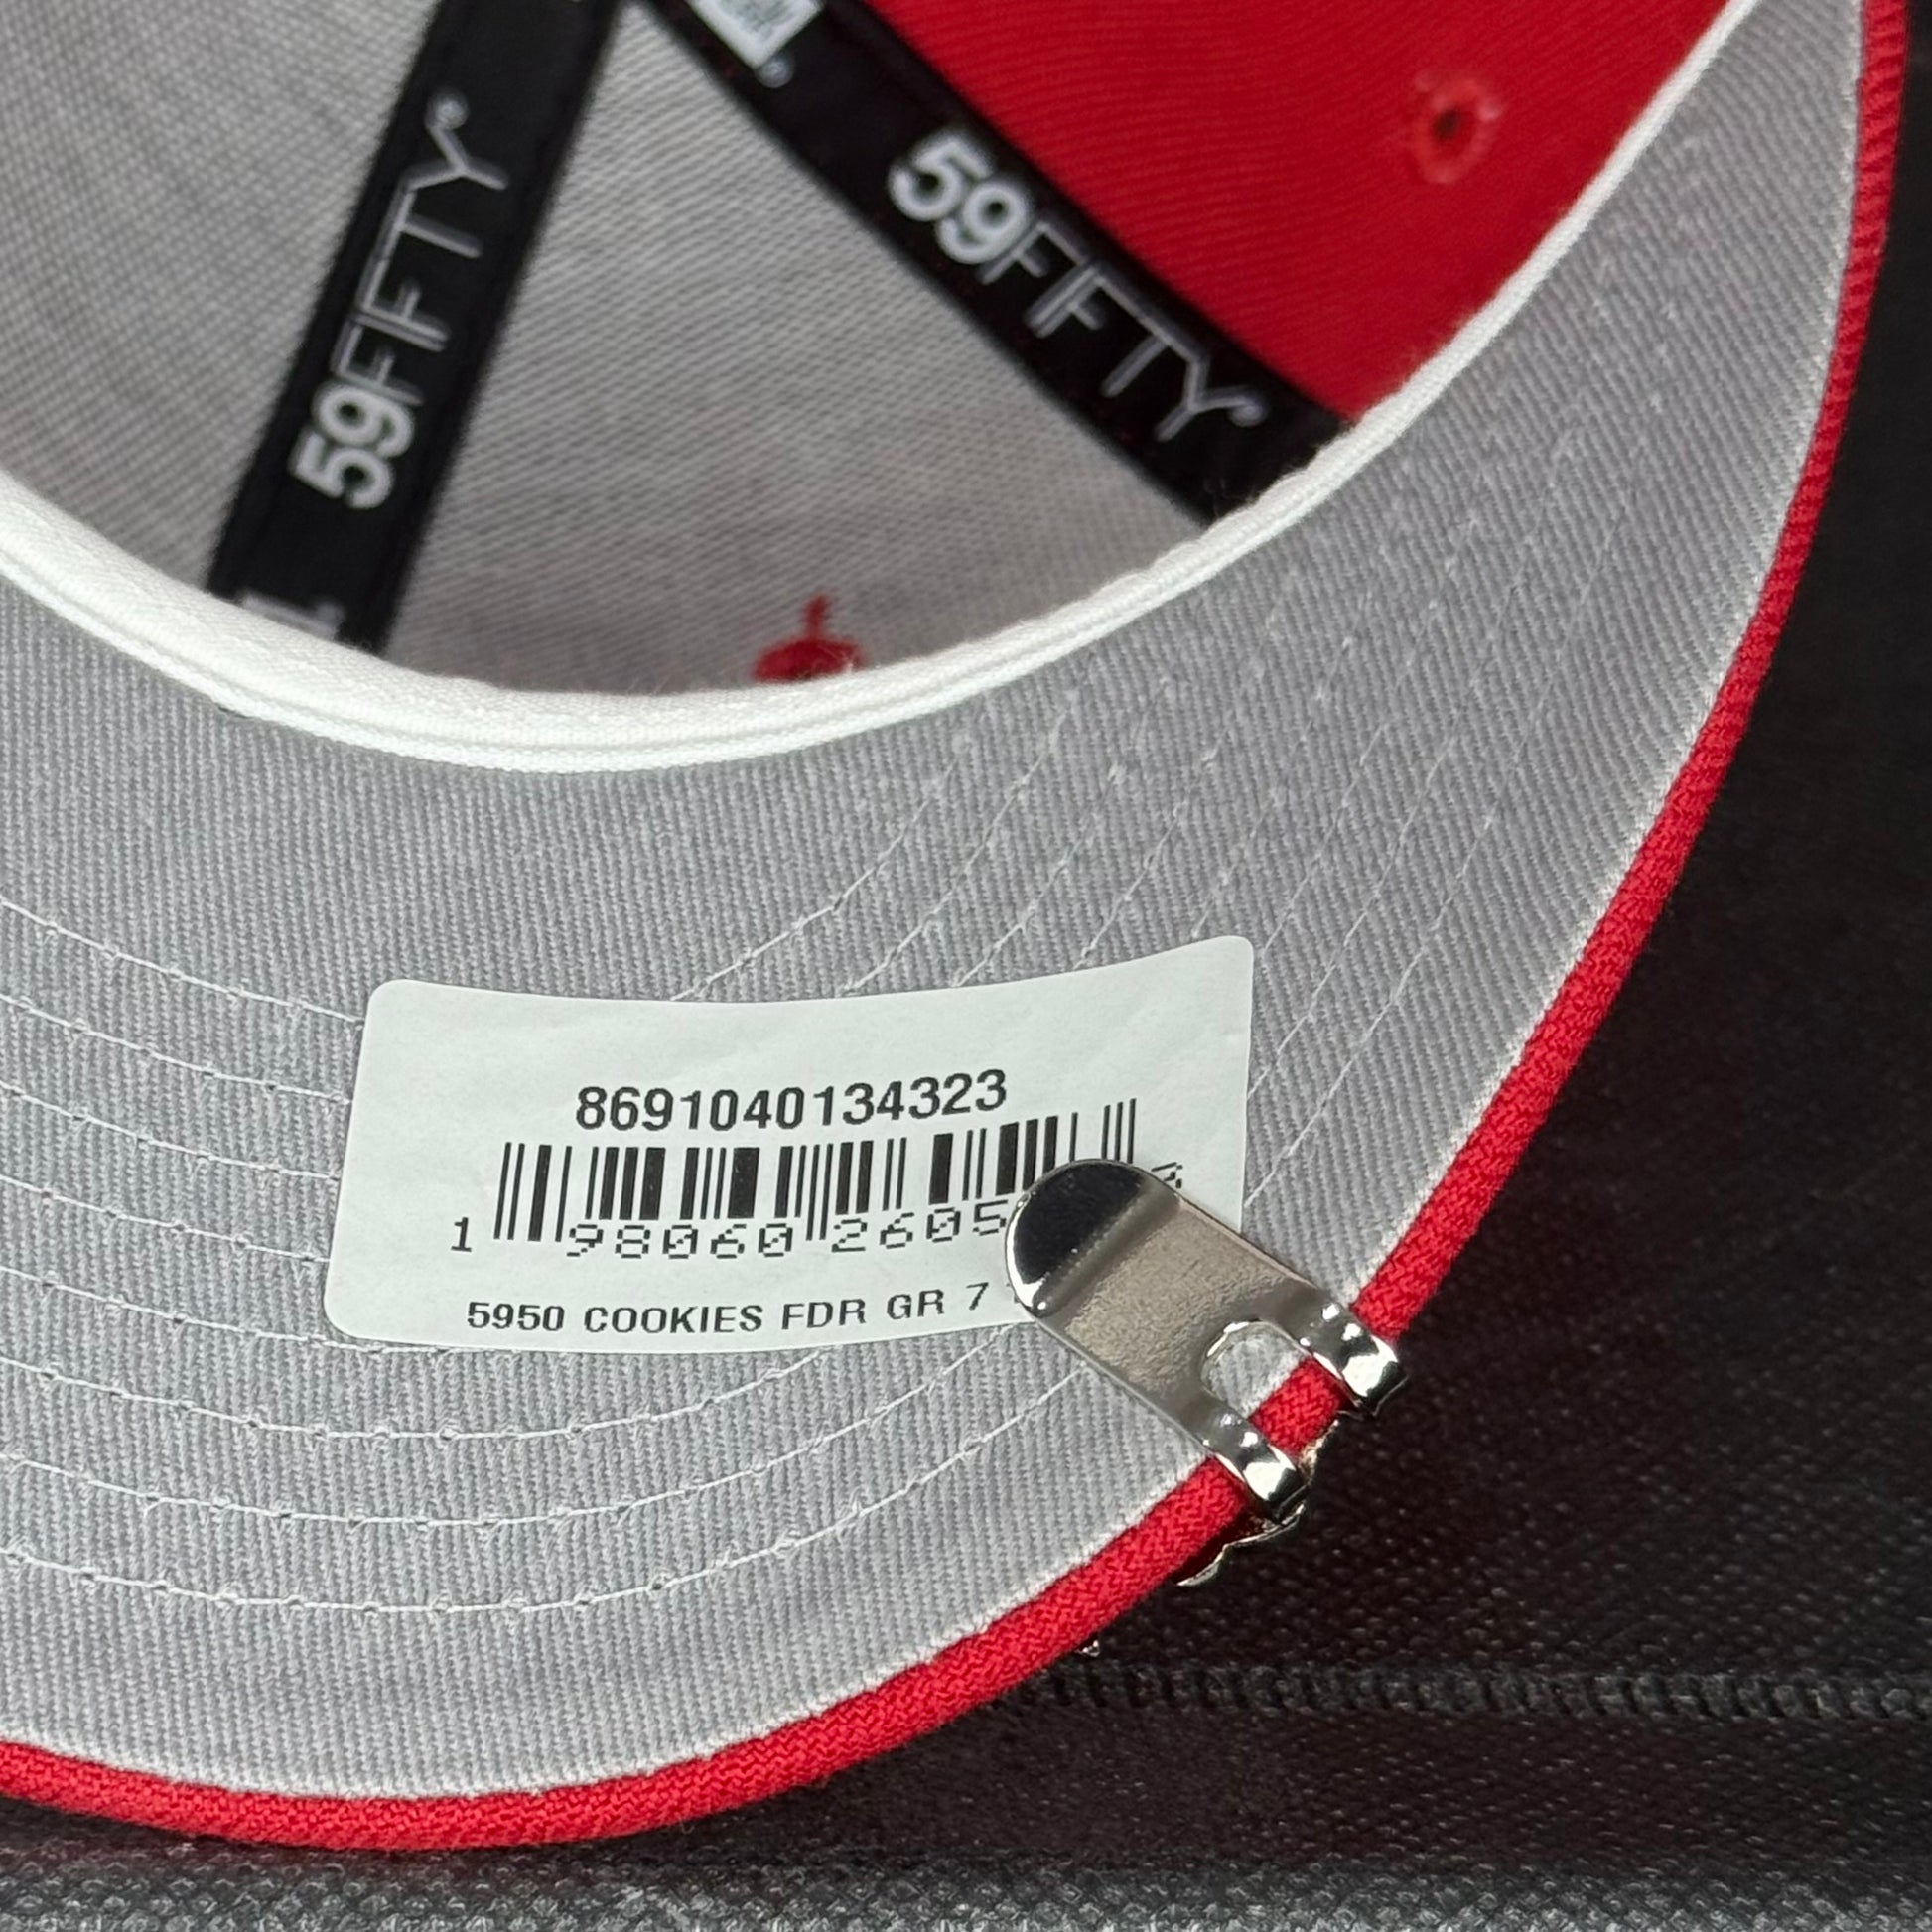 59FIFTY
59FIFTY
8691040134323
1 98060 2605
5950 COOKIES FDR GR 7